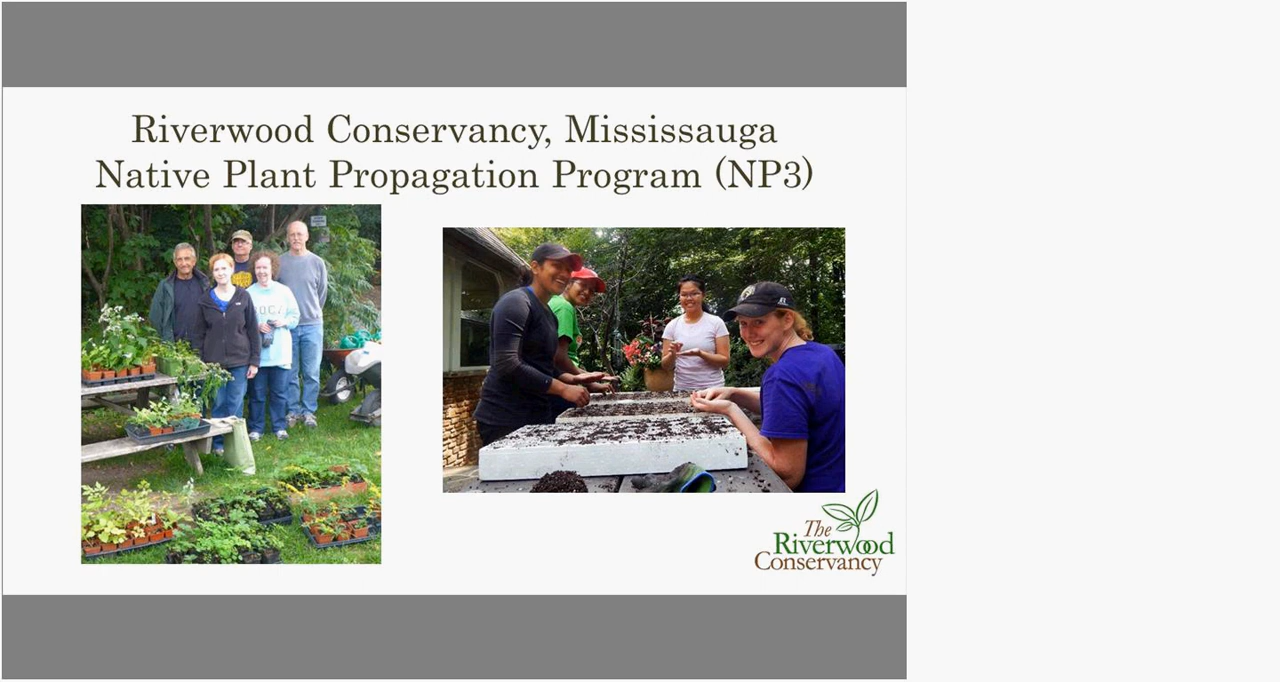 Riverwood Conservancy, Mississauga
Native Plant Propagation Program (NP3)
The
Riverwood
Conservancy